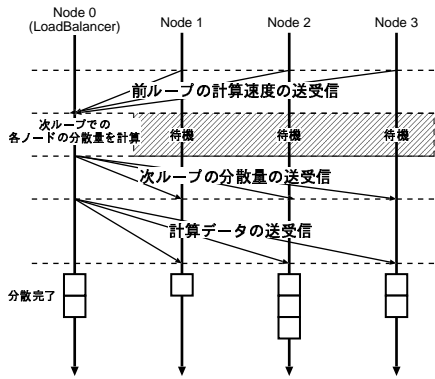 Node 0
(LoadBalancer)
Node 1
Node 2
Node 3
前ループの計算速度の送受信
次ループでの
各ノードの分散量を計算
待機
待機
待機
次ループの分散量の送受信
計算データの送受信
分散完了